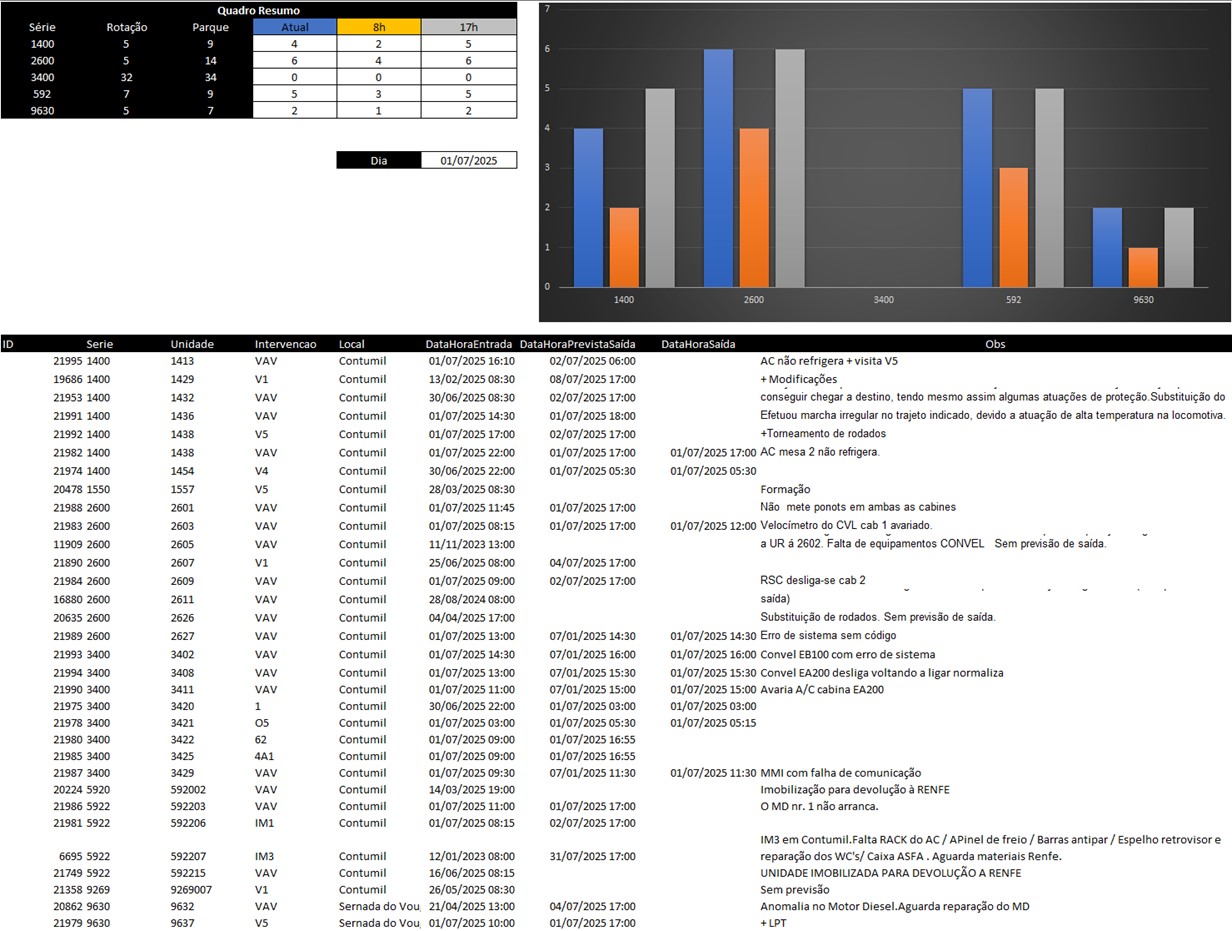 Quadro Resumo
Série Rotação Parque Atual 8h 17h
1400 5 9 4 2 5
2600 5 14 6 4 6
3400 32 34 0 0 0
592 7 9 5 3 5
9630 5 7 2 1 2
Dia 01/07/2025
7
6
5
4
3
2
1
0
1400 2600 3400 592 9630
ID Serie Unidade Intervencao Local DataHoraEntrada DataHoraPrevistaSaída DataHoraSaída Obs
21995 1400 1413 VAV Contumil 01/07/2025 16:10 02/07/2025 06:00 AC não refrigera + visita V5
19686 1400 1429 V1 Contumil 13/02/2025 08:30 08/07/2025 17:00 + Modificações
21953 1400 1432 VAV Contumil 30/06/2025 08:30 02/07/2025 17:00 conseguir chegar a destino, tendo mesmo assim algumas atuações de proteção.Substituição do
21991 1400 1436 VAV Contumil 01/07/2025 14:30 01/07/2025 18:00 Efetuou marcha irregular no trajeto indicado, devido a atuação de alta temperatura na locomotiva.
21992 1400 1438 V5 Contumil 01/07/2025 17:00 02/07/2025 17:00 +Torneamento de rodados
21982 1400 1438 VAV Contumil 01/07/2025 22:00 01/07/2025 17:00 01/07/2025 17:00 AC mesa 2 não refrigera.
21974 1400 1454 V4 Contumil 30/06/2025 22:00 01/07/2025 05:30 01/07/2025 05:30
20478 1550 1557 V5 Contumil 28/03/2025 08:30 Formação
21988 2600 2601 VAV Contumil 01/07/2025 11:45 01/07/2025 17:00 Não mete ponots em ambas as cabines
21983 2600 2603 VAV Contumil 01/07/2025 08:15 01/07/2025 17:00 01/07/2025 12:00 Velocímetro do CVL cab 1 avariado.
11909 2600 2605 VAV Contumil 11/11/2023 13:00 a UR á 2602. Falta de equipamentos CONVEL Sem previsão de saída.
21890 2600 2607 V1 Contumil 25/06/2025 08:00 04/07/2025 17:00
21984 2600 2609 VAV Contumil 01/07/2025 09:00 02/07/2025 17:00 RSC desliga-se cab 2
16880 2600 2611 VAV Contumil 28/08/2024 08:00 saída)
20635 2600 2626 VAV Contumil 04/04/2025 17:00 Substituição de rodados. Sem previsão de saída.
21989 2600 2627 VAV Contumil 01/07/2025 13:00 07/01/2025 14:30 01/07/2025 14:30 Erro de sistema sem código
21993 3400 3402 VAV Contumil 01/07/2025 14:30 07/01/2025 16:00 01/07/2025 16:00 Convel EB100 com erro de sistema
21994 3400 3408 VAV Contumil 01/07/2025 13:00 07/01/2025 15:30 01/07/2025 15:30 Convel EA200 desliga voltando a ligar normaliza
21990 3400 3411 VAV Contumil 01/07/2025 11:00 07/01/2025 15:00 01/07/2025 15:00 Avaria A/C cabina EA200
21975 3400 3420 1 Contumil 30/06/2025 22:00 01/07/2025 03:00 01/07/2025 03:00
21978 3400 3421 O5 Contumil 01/07/2025 03:00 01/07/2025 05:30 01/07/2025 05:15
21980 3400 3422 62 Contumil 01/07/2025 09:00 01/07/2025 16:55
21985 3400 3425 4A1 Contumil 01/07/2025 09:00 01/07/2025 16:55
21987 3400 3429 VAV Contumil 01/07/2025 09:30 07/01/2025 11:30 01/07/2025 11:30 MMI com falha de comunicação
20224 5920 592002 VAV Contumil 14/03/2025 19:00 Imobilização para devolução à RENFE
21986 5922 592203 VAV Contumil 01/07/2025 11:00 01/07/2025 17:00 O MD nr. 1 não arranca.
21981 5922 592206 IM1 Contumil 01/07/2025 08:15 02/07/2025 17:00
IM3 em Contumil.Falta RACK do AC / APinel de freio / Barras antipar / Espelho retrovisor e
6695 5922 592207 IM3 Contumil 12/01/2023 08:00 31/07/2025 17:00 reparação dos WC's/ Caixa ASFA . Aguarda materiais Renfe.
21749 5922 592215 VAV Contumil 16/06/2025 08:15 UNIDADE IMOBILIZADA PARA DEVOLUÇÃO A RENFE
21358 9269 9269007 V1 Contumil 26/05/2025 08:30 Sem previsão
20862 9630 9632 VAV Sernada do Vou 21/04/2025 13:00 04/07/2025 17:00 Anomalia no Motor Diesel.Aguarda reparação do MD
21979 9630 9637 V5 Sernada do Vou 01/07/2025 10:00 01/07/2025 17:00 + LPT